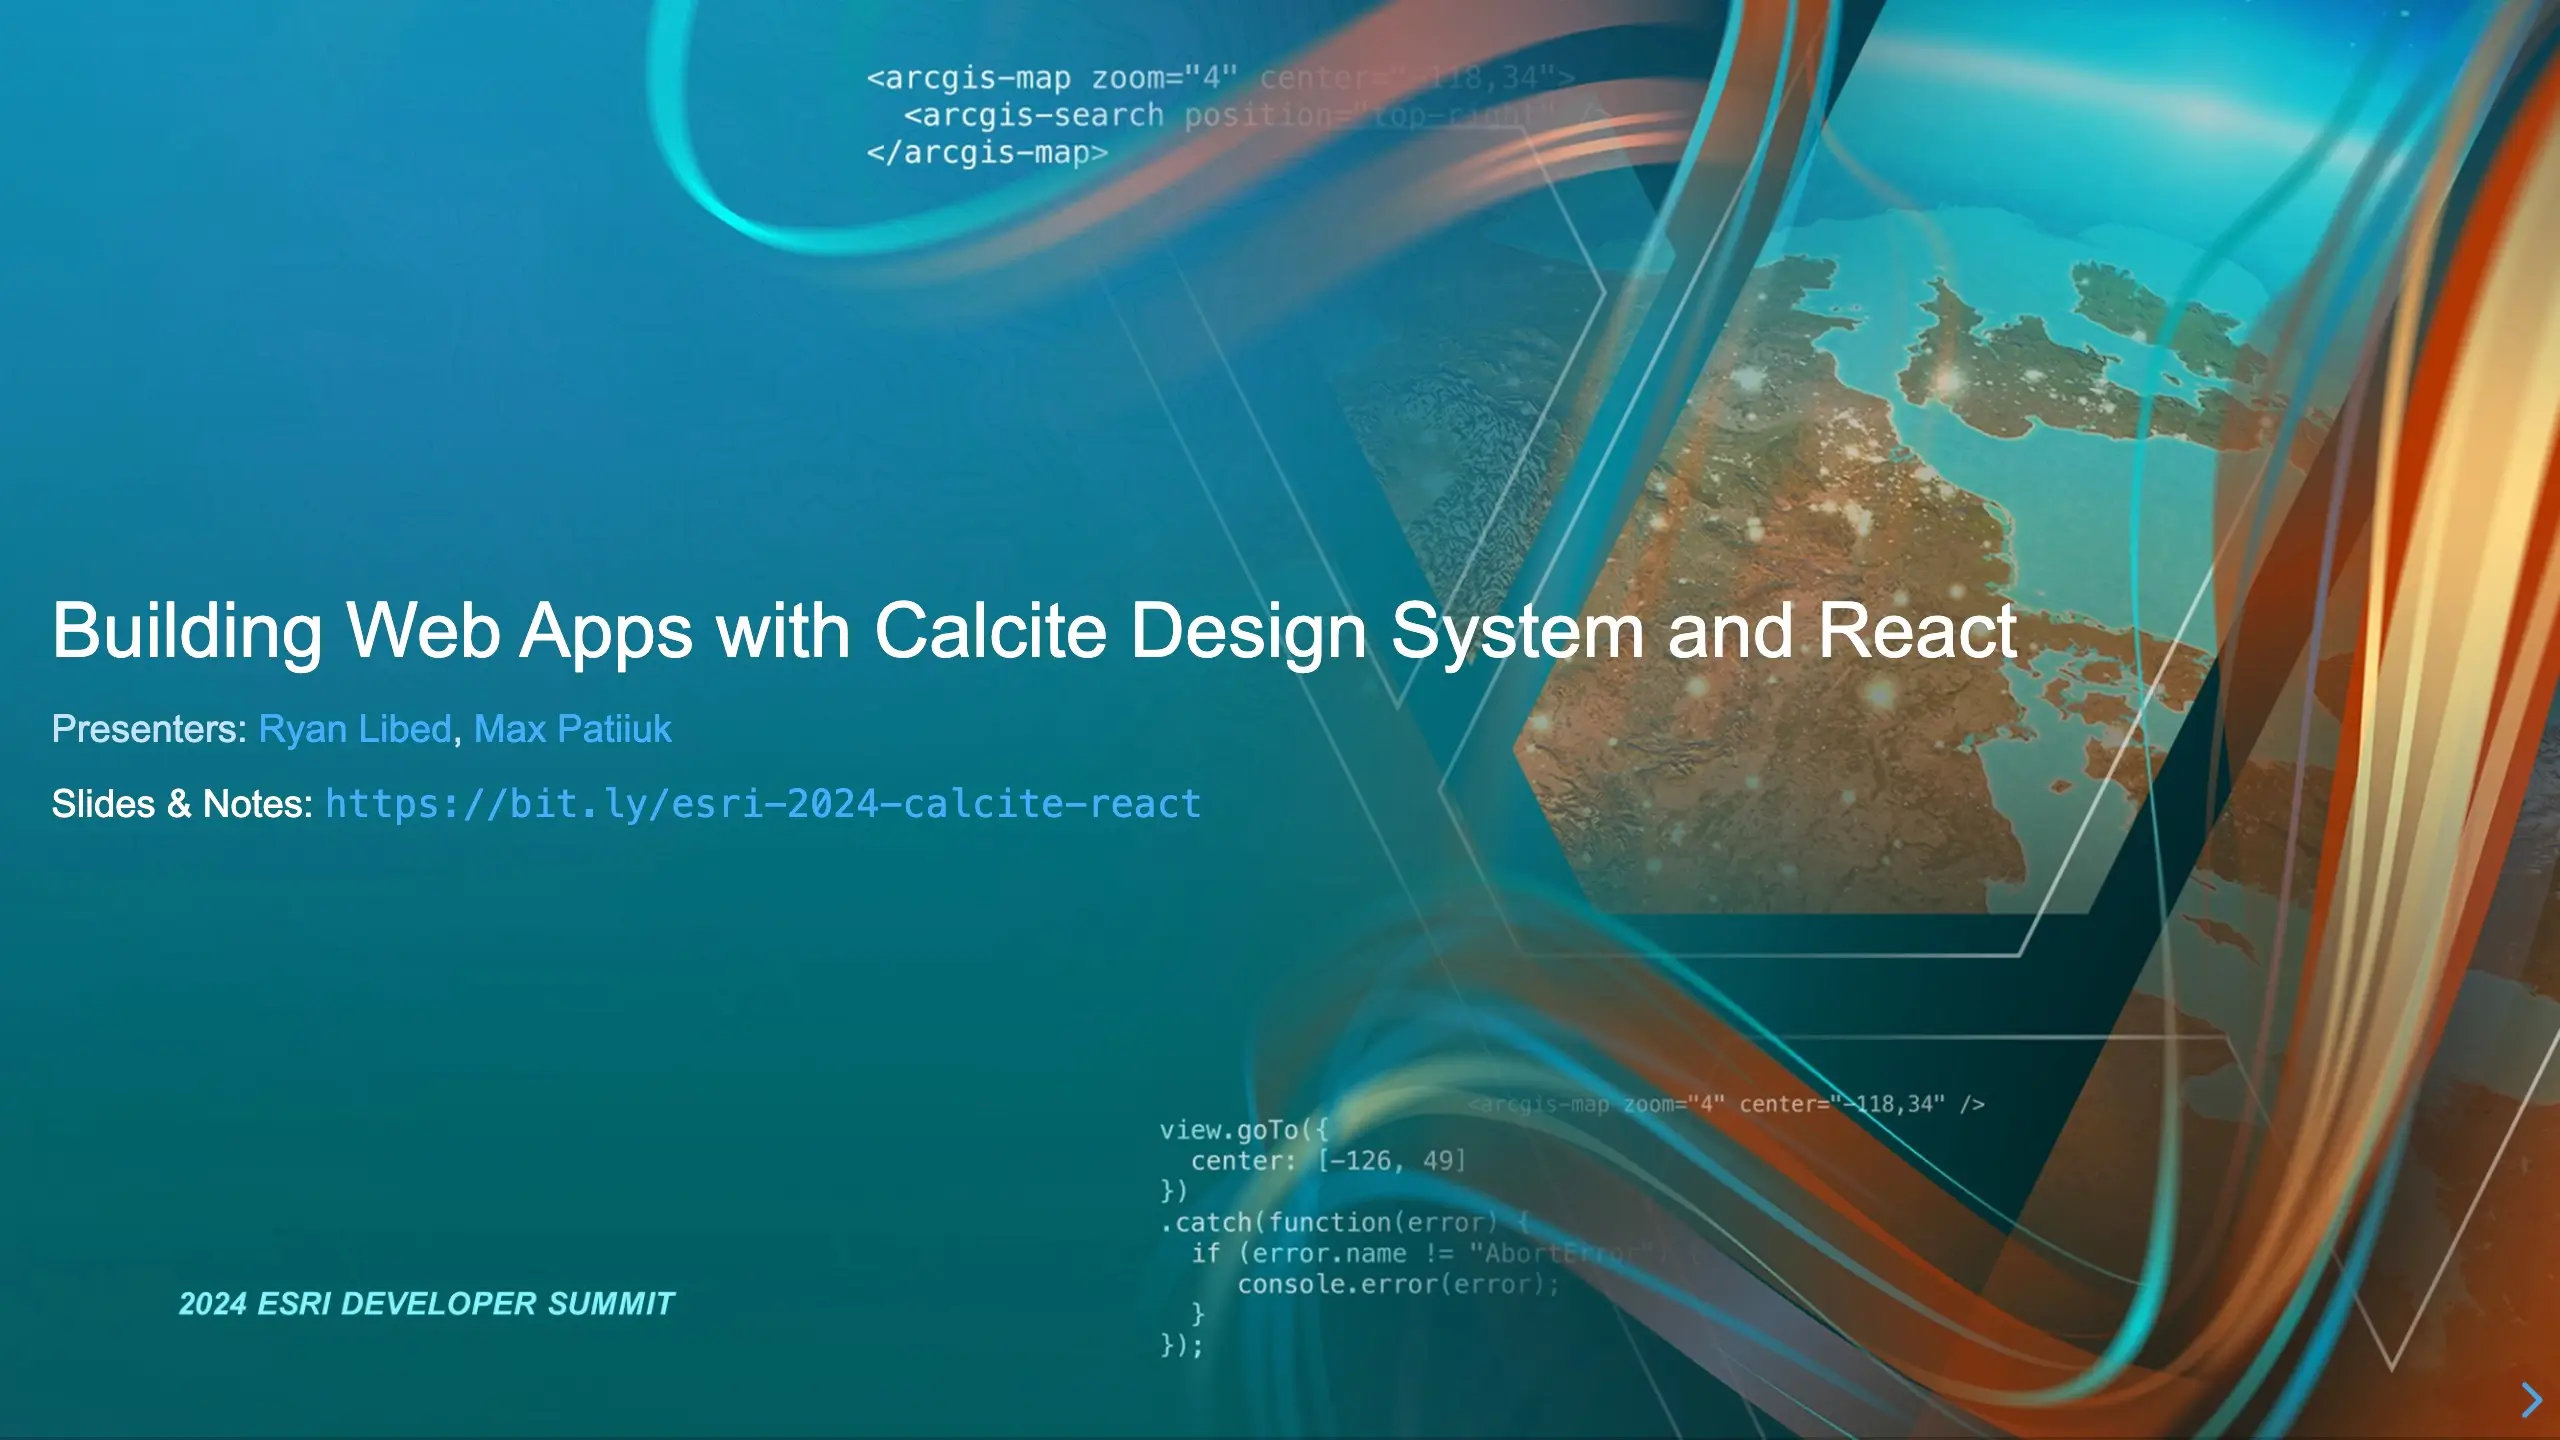 <arcgis-map zoom="4" center="-118,34">
<arcgis-search position="top-right" />
</arcgis-map>
Building Web Apps with Calcite Design System and React
Presenters: Ryan Libed, Max Patiiuk
Slides & Notes: https://bit.ly/esri-2024-calcite-react
<arcgis-map zoom="4" center="-118,34" />
view.goTo({
center: [-126, 49]
})
.catch(function(error) {
if (error.name != "AbortError") {
console.error(error);
}
});
2024 ESRI DEVELOPER SUMMIT